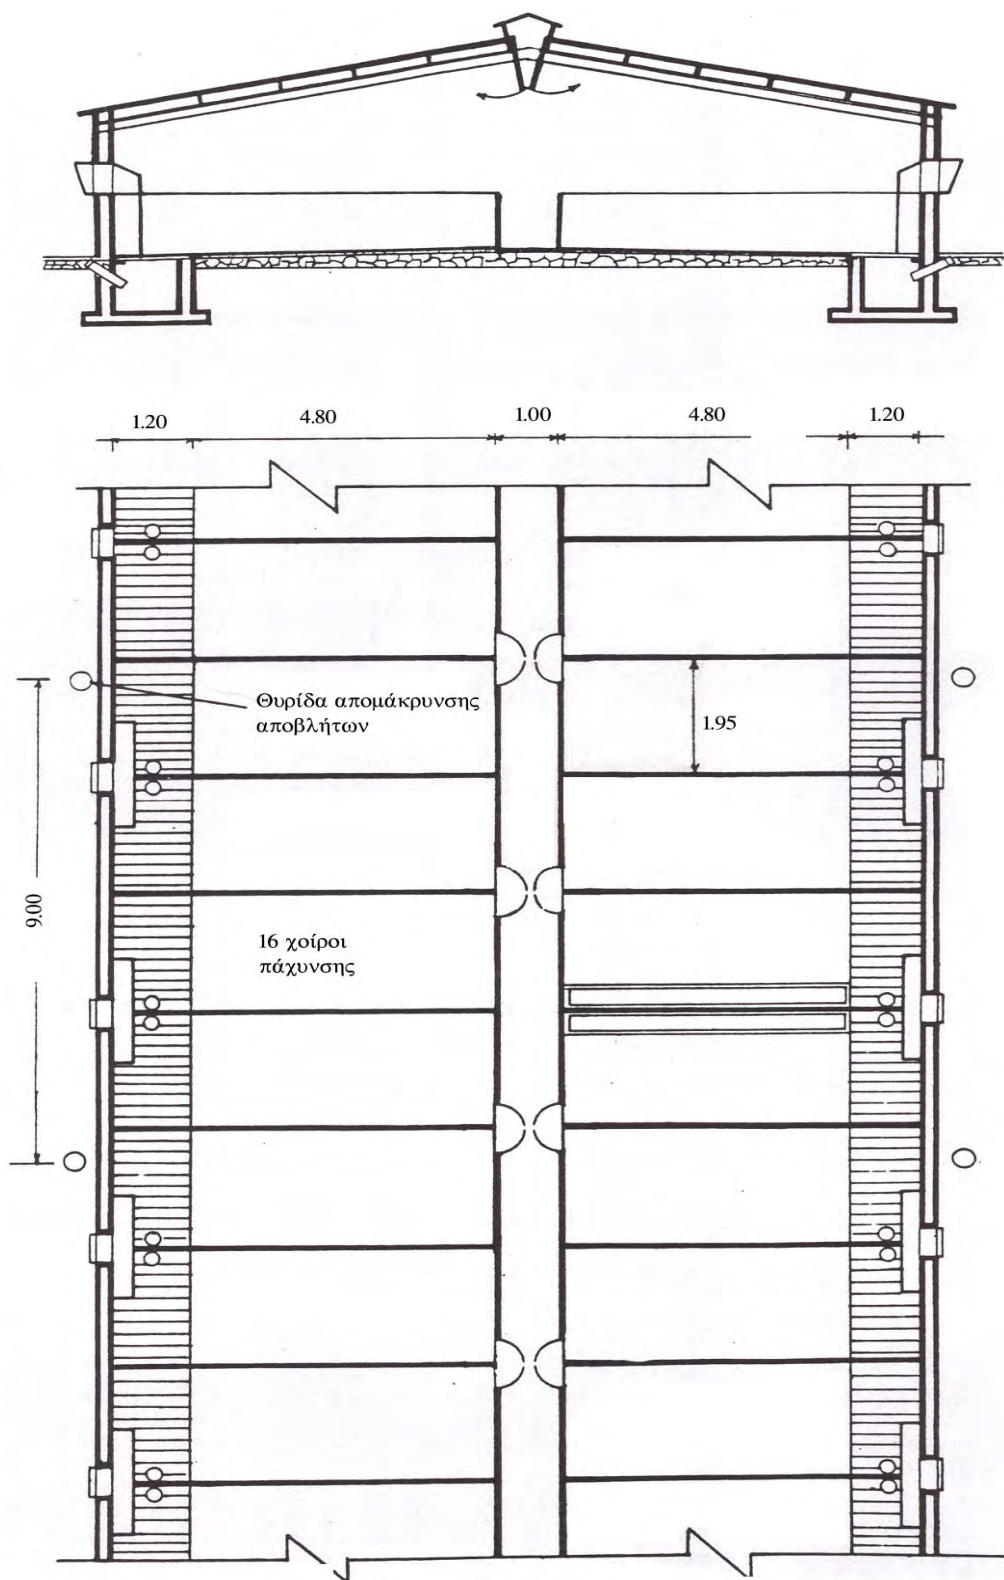 1.20 4.80 1.00 4.80 1.20
Θυρίδα απομάκρυνσης
αποβλήτων
1.95
9.00
16 χοίροι
πάχυνσης